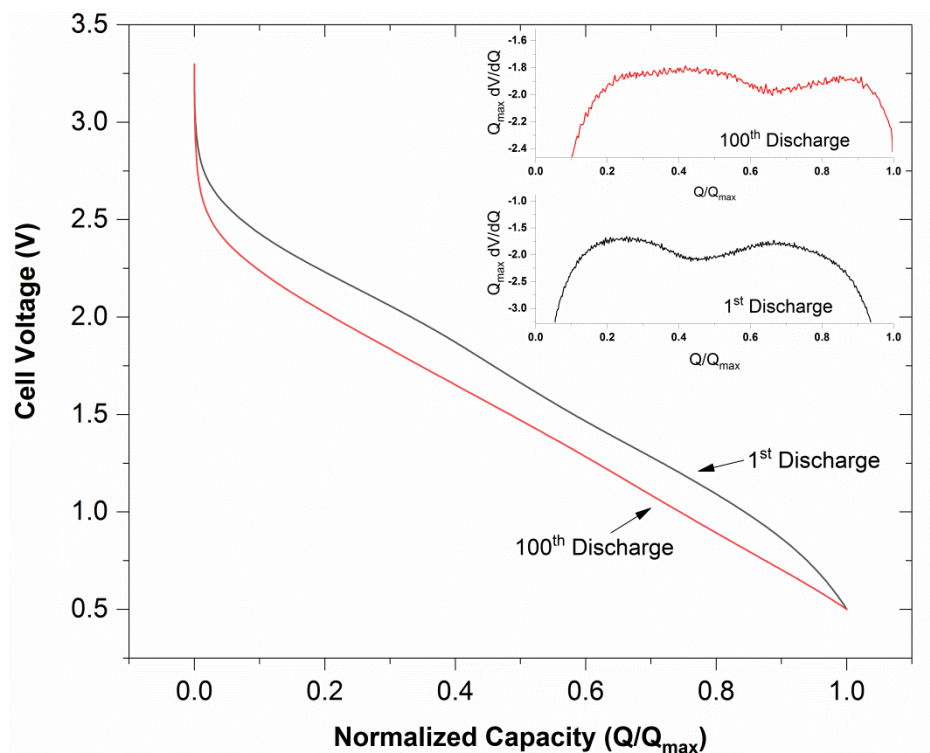 3.5
3.0
2.5
2.0
1.5
1.0
0.5
Cell Voltage (V)
0.0 0.2 0.4 0.6 0.8 1.0
Normalized Capacity (Q/Qmax)
1st Discharge
100th Discharge
-1.6
-1.8
-2.0
-2.2
-2.4
Qmax dV/dQ
100th Discharge
0.0 0.2 0.4 0.6 0.8 1.0
Q/Qmax
-1.0
-1.5
-2.0
-2.5
-3.0
Qmax dV/dQ
1st Discharge
0.0 0.2 0.4 0.6 0.8 1.0
Q/Qmax